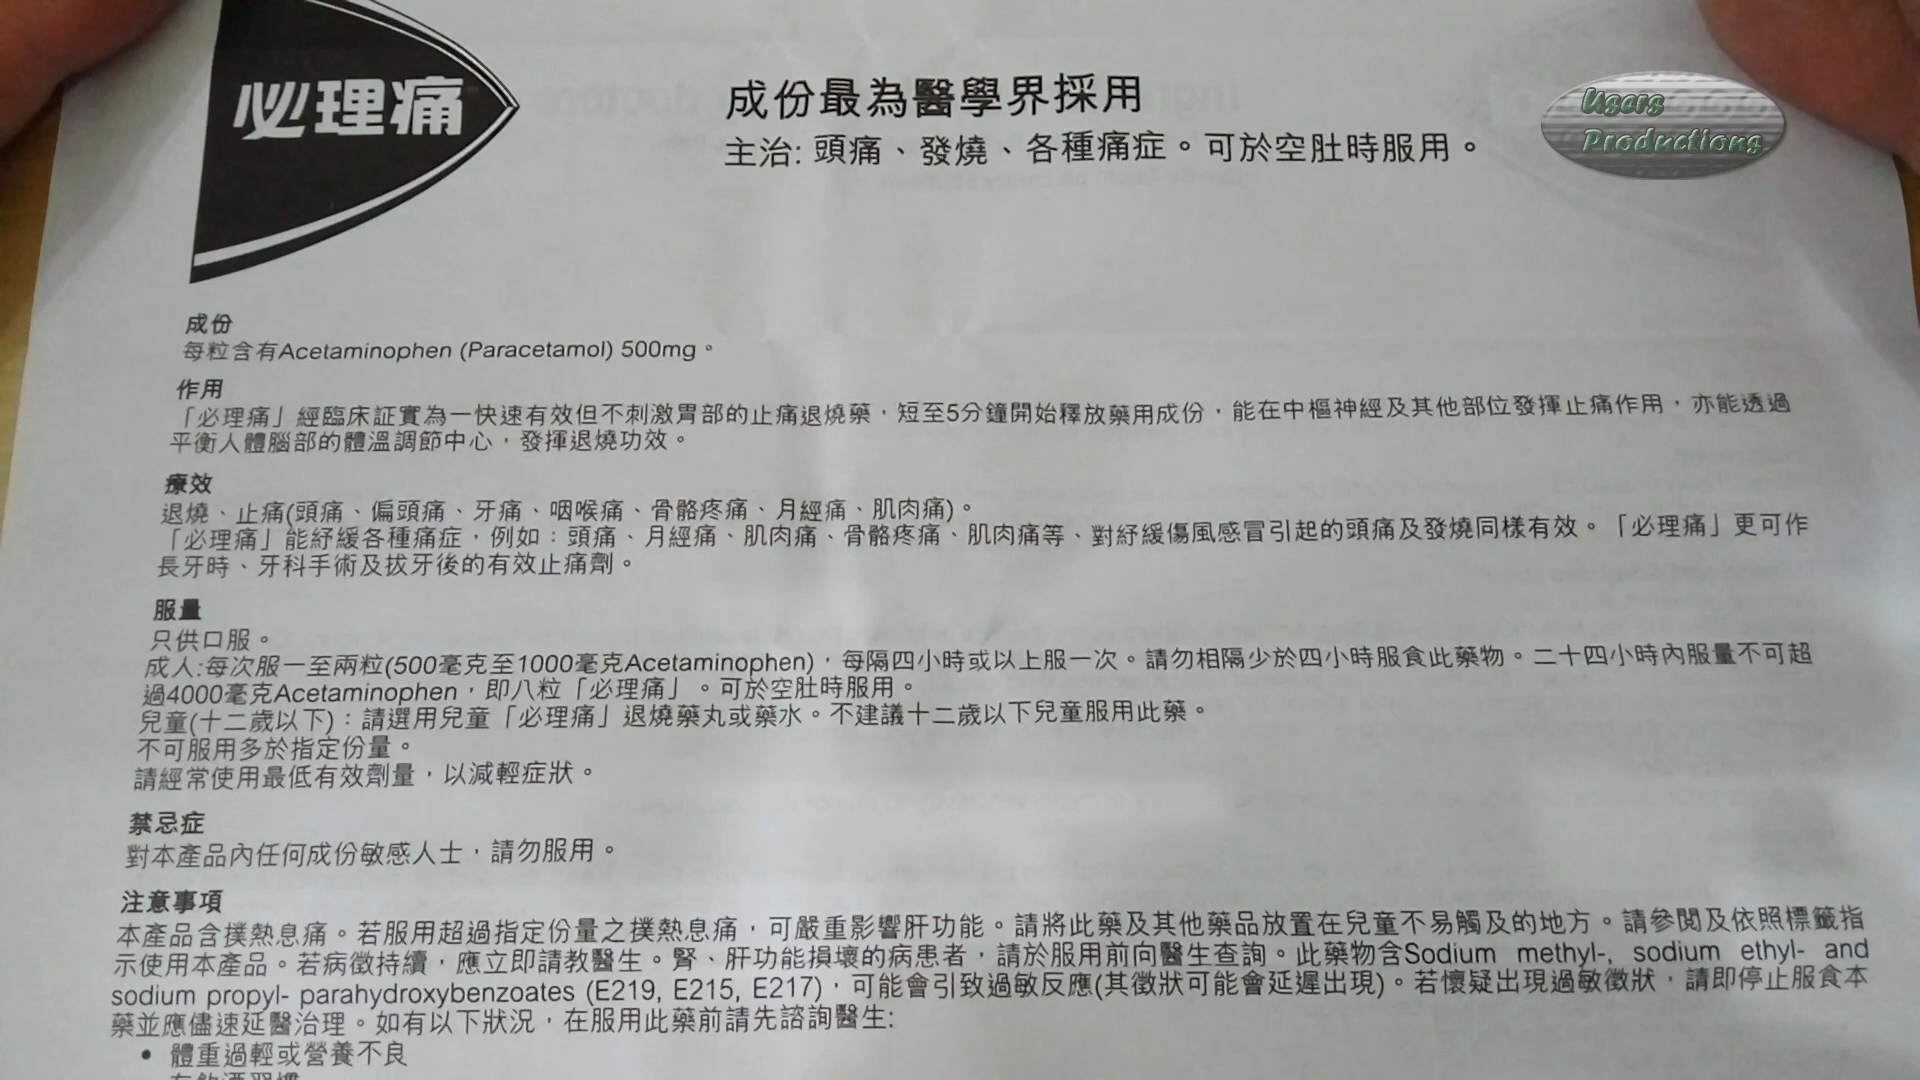 必理痛
成份最為醫學界採用
主治: 頭痛、發燒、各種痛症。可於空肚時服用。
Users
Productions
成份
每粒含有Acetaminophen (Paracetamol) 500mg。
作用
「必理痛」經臨床証實為一快速有效但不刺激胃部的止痛退燒藥，短至5分鐘開始釋放藥用成份，能在中樞神經及其他部位發揮止痛作用，亦能透過
平衡人體腦部的體溫調節中心，發揮退燒功效。
療效
退燒、止痛(頭痛、偏頭痛、牙痛、咽喉痛、骨骼疼痛、月經痛、肌肉痛)。
「必理痛」能紓緩各種痛症，例如：頭痛、月經痛、肌肉痛、骨骼疼痛、肌肉痛等、對紓緩傷風感冒引起的頭痛及發燒同樣有效。「必理痛」更可作
長牙時、牙科手術及拔牙後的有效止痛劑。
服量
只供口服。
成人:每次服一至兩粒(500毫克至1000毫克Acetaminophen)，每隔四小時或以上服一次。請勿相隔少於四小時服食此藥物。二十四小時內服量不可超
過4000毫克Acetaminophen，即八粒「必理痛」。可於空肚時服用。
兒童(十二歲以下)：請選用兒童「必理痛」退燒藥丸或藥水。不建議十二歲以下兒童服用此藥。
不可服用多於指定份量。
請經常使用最低有效劑量，以減輕症狀。
禁忌症
對本產品內任何成份敏感人士，請勿服用。
注意事項
本產品含撲熱息痛。若服用超過指定份量之撲熱息痛，可嚴重影響肝功能。請將此藥及其他藥品放置在兒童不易觸及的地方。請參閱及依照標籤指
示使用本產品。若病徵持續，應立即請教醫生。腎、肝功能損壞的病患者，請於服用前向醫生查詢。此藥物含Sodium methyl-, sodium ethyl- and
sodium propyl- parahydroxybenzoates (E219, E215, E217)，可能會引致過敏反應(其徵狀可能會延遲出現)。若懷疑出現過敏徵狀，請即停止服食本
藥並應儘速延醫治理。如有以下狀況，在服用此藥前請先諮詢醫生:
• 體重過輕或營養不良